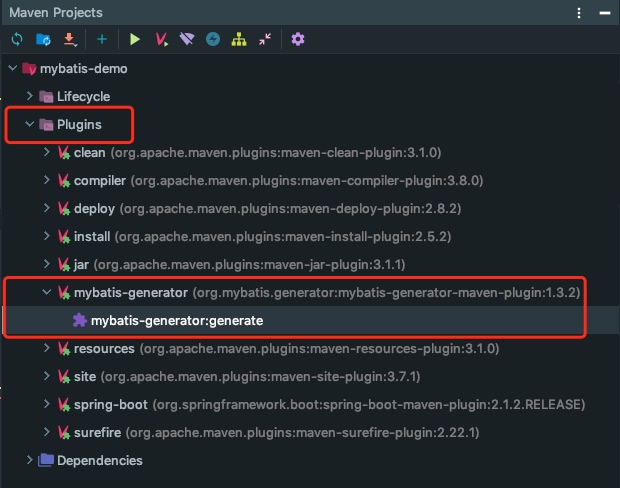 Maven Projects
mybatis-demo
Lifecycle
Plugins
clean (org.apache.maven.plugins:maven-clean-plugin:3.1.0)
compiler (org.apache.maven.plugins:maven-compiler-plugin:3.8.0)
deploy (org.apache.maven.plugins:maven-deploy-plugin:2.8.2)
install (org.apache.maven.plugins:maven-install-plugin:2.5.2)
jar (org.apache.maven.plugins:maven-jar-plugin:3.1.1)
mybatis-generator (org.mybatis.generator:mybatis-generator-maven-plugin:1.3.2)
mybatis-generator:generate
resources (org.apache.maven.plugins:maven-resources-plugin:3.1.0)
site (org.apache.maven.plugins:maven-site-plugin:3.7.1)
spring-boot (org.springframework.boot:spring-boot-maven-plugin:2.1.2.RELEASE)
surefire (org.apache.maven.plugins:maven-surefire-plugin:2.22.1)
Dependencies